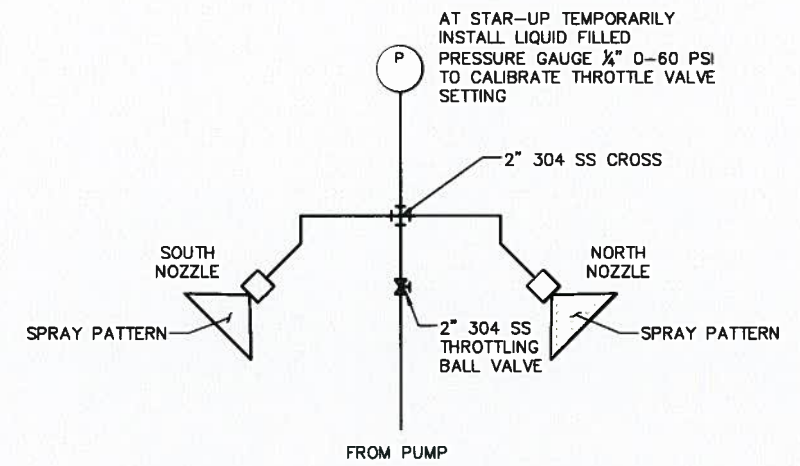 AT STAR-UP TEMPORARILY
INSTALL LIQUID FILLED
PRESSURE GAUGE ¼" 0-60 PSI
TO CALIBRATE THROTTLE VALVE
SETTING
P
2" 304 SS CROSS
SOUTH
NOZZLE
NORTH
NOZZLE
SPRAY PATTERN
2" 304 SS
THROTTLING
BALL VALVE
SPRAY PATTERN
FROM PUMP